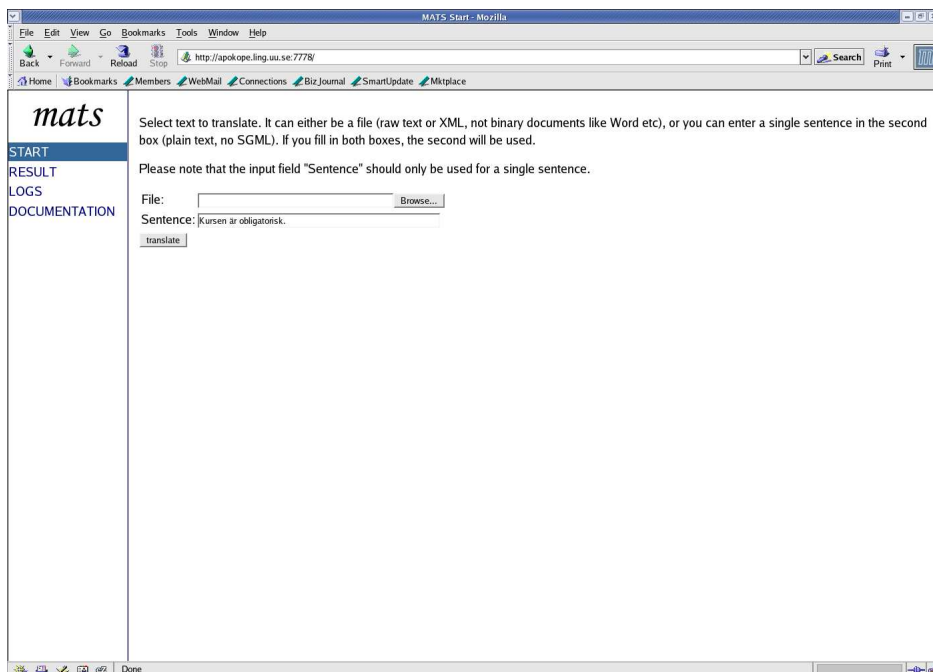 MATS Start - Mozilla
File Edit View Go Bookmarks Tools Window Help
Back Forward Reload Stop http://apokope.ling.uu.se:7778/ Search Print
Home Bookmarks Members WebMail Connections BizJournal SmartUpdate Mktplace
mats
START
RESULT
LOGS
DOCUMENTATION
Select text to translate. It can either be a file (raw text or XML, not binary documents like Word etc), or you can enter a single sentence in the second
box (plain text, no SGML). If you fill in both boxes, the second will be used.
Please note that the input field "Sentence" should only be used for a single sentence.
File: Browse...
Sentence: Kursen är obligatorisk.
translate
Done